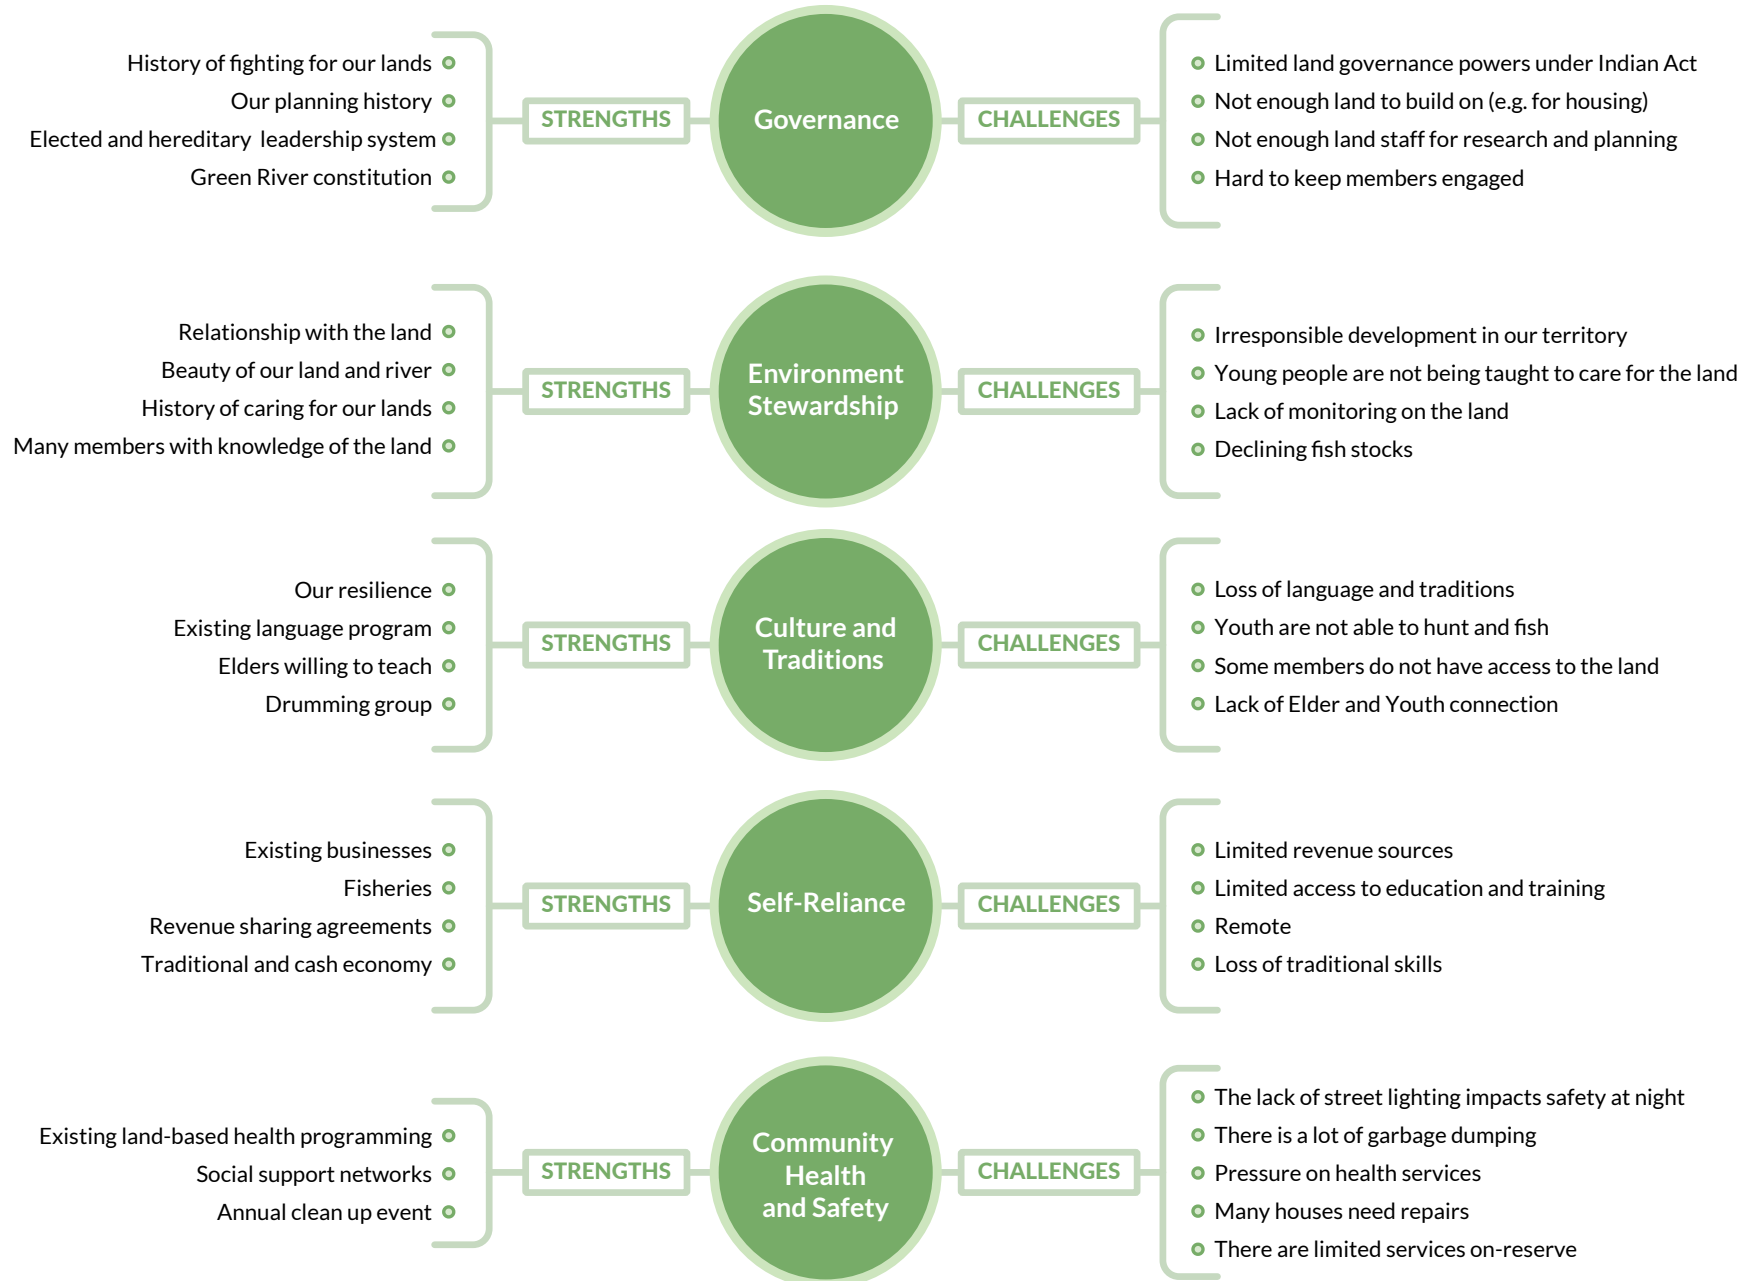 History of fighting for our lands
Our planning history
Elected and hereditary leadership system
Green River constitution
STRENGTHS
Governance
CHALLENGES
Limited land governance powers under Indian Act
Not enough land to build on (e.g. for housing)
Not enough land staff for research and planning
Hard to keep members engaged
Relationship with the land
Beauty of our land and river
History of caring for our lands
Many members with knowledge of the land
STRENGTHS
Environment
Stewardship
CHALLENGES
Irresponsible development in our territory
Young people are not being taught to care for the land
Lack of monitoring on the land
Declining fish stocks
Our resilience
Existing language program
Elders willing to teach
Drumming group
STRENGTHS
Culture and
Traditions
CHALLENGES
Loss of language and traditions
Youth are not able to hunt and fish
Some members do not have access to the land
Lack of Elder and Youth connection
Existing businesses
Fisheries
Revenue sharing agreements
Traditional and cash economy
STRENGTHS
Self-Reliance
CHALLENGES
Limited revenue sources
Limited access to education and training
Remote
Loss of traditional skills
Existing land-based health programming
Social support networks
Annual clean up event
STRENGTHS
Community
Health
and Safety
CHALLENGES
The lack of street lighting impacts safety at night
There is a lot of garbage dumping
Pressure on health services
Many houses need repairs
There are limited services on-reserve